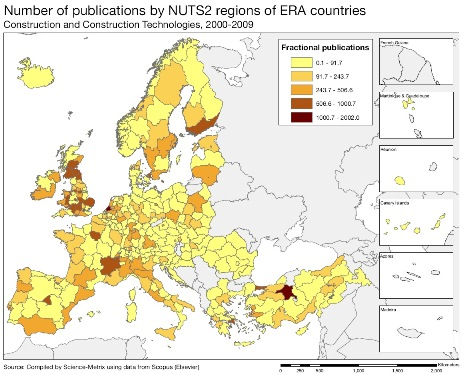 Number of publications by NUTS2 regions of ERA countries
Construction and Construction Technologies, 2000-2009
Fractional publications
0.1 - 91.7
91.7 - 243.7
243.7 - 506.6
506.6 - 1000.7
1000.7 - 2002.0
French Guiana
Martinique & Guadeloupe
Réunion
Canary Islands
Azores
Madeira
Source: Compiled by Science-Metrix using data from Scopus (Elsevier)
Kilometers
0 250 500 1,000 1,500 2,000